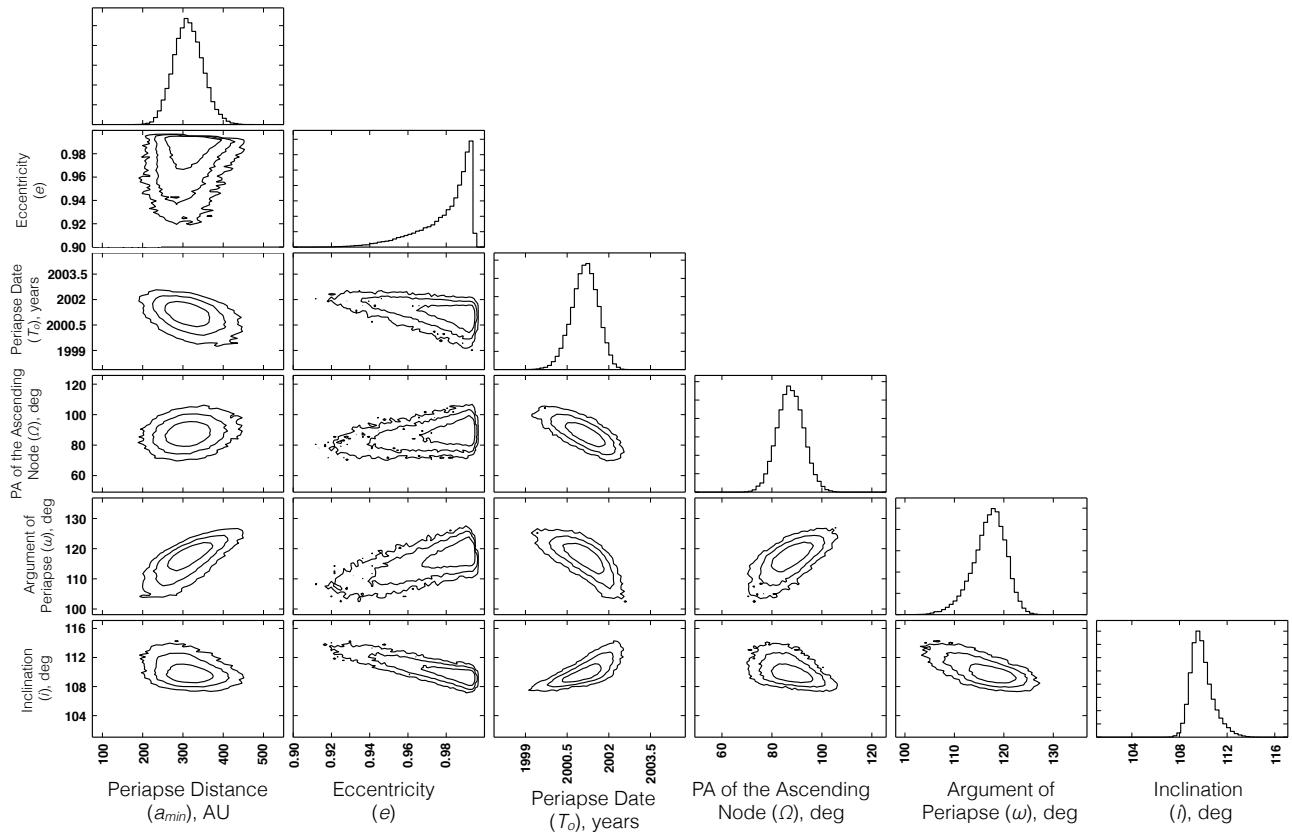 Eccentricity
(e)
0.98
0.96
0.94
0.92
0.90
Periapse Date
(To), years
2003.5
2002
2000.5
1999
PA of the Ascending
Node (Ω), deg
120
100
80
60
Argument of
Periapse (ω), deg
130
120
110
100
Inclination
(i), deg
116
112
108
104
100 200 300 400 500
0.90 0.92 0.94 0.96 0.98
1999 2000.5 2002 2003.5
60 80 100 120
100 110 120 130
104 108 112 116
Periapse Distance
(amin), AU
Eccentricity
(e)
Periapse Date
(To), years
PA of the Ascending
Node (Ω), deg
Argument of
Periapse (ω), deg
Inclination
(i), deg